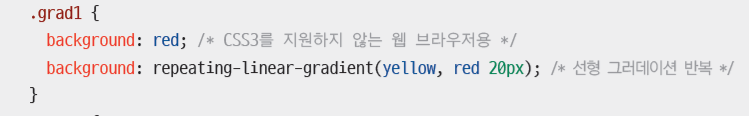 .grad1 {
background: red; /* CSS3를 지원하지 않는 웹 브라우저용 */
background: repeating-linear-gradient(yellow, red 20px); /* 선형 그러데이션 반복 */
}